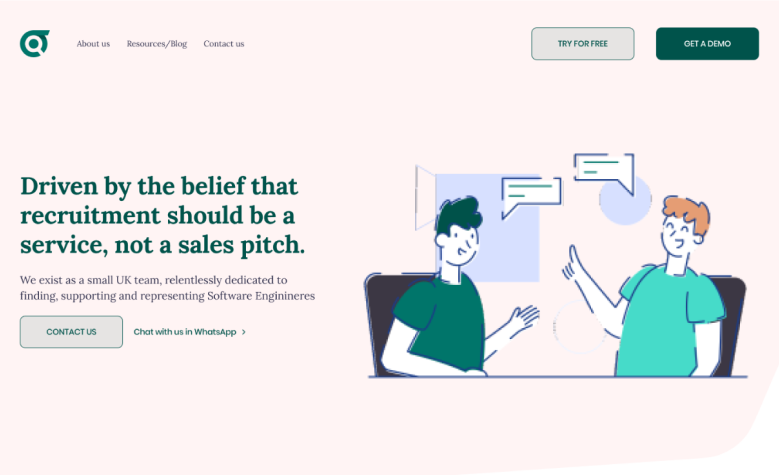 About us
Resources/Blog
Contact us
TRY FOR FREE
GET A DEMO
Driven by the belief that
recruitment should be a
service, not a sales pitch.
We exist as a small UK team, relentlessly dedicated to
finding, supporting and representing Software Enginineres
CONTACT US
Chat with us in WhatsApp >